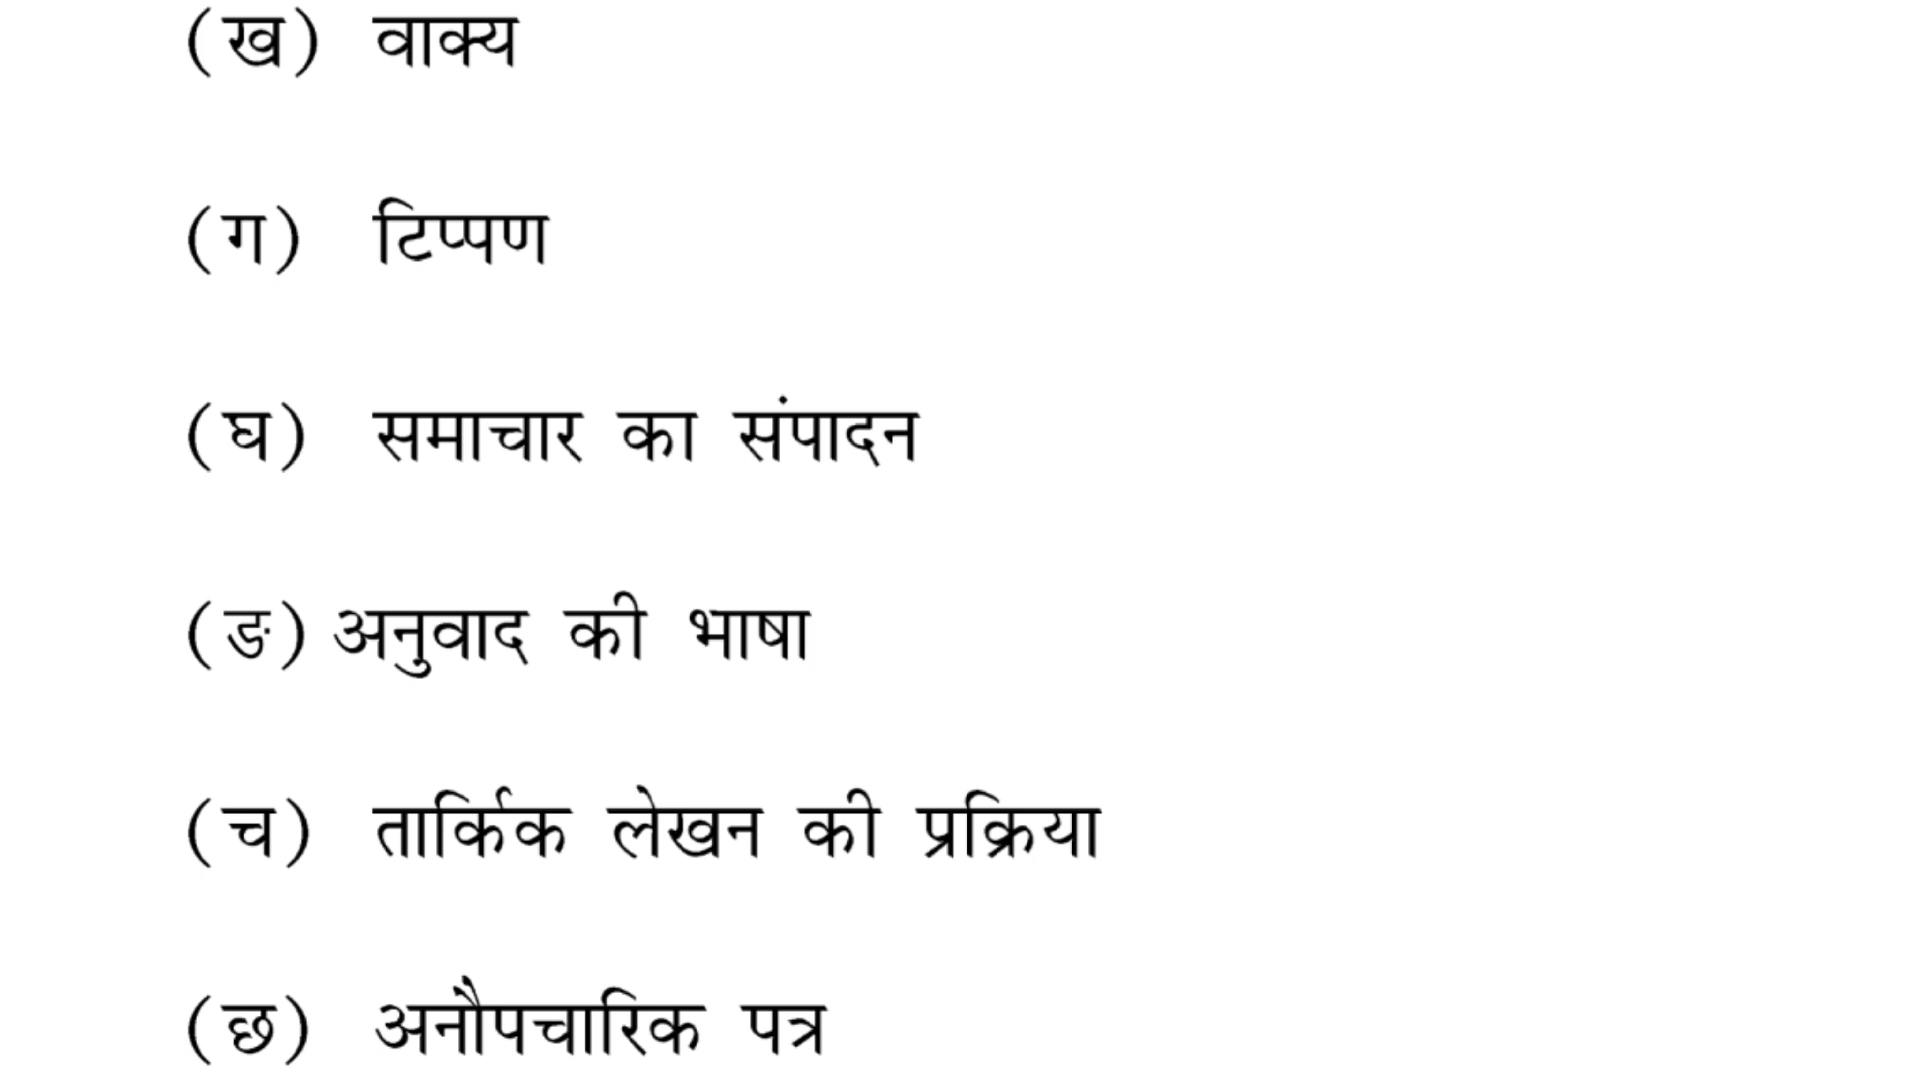 (ख) वाक्य
(ग) टिप्पण
(घ) समाचार का संपादन
(ङ) अनुवाद की भाषा
(च) तार्किक लेखन की प्रक्रिया
(छ) अनौपचारिक पत्र